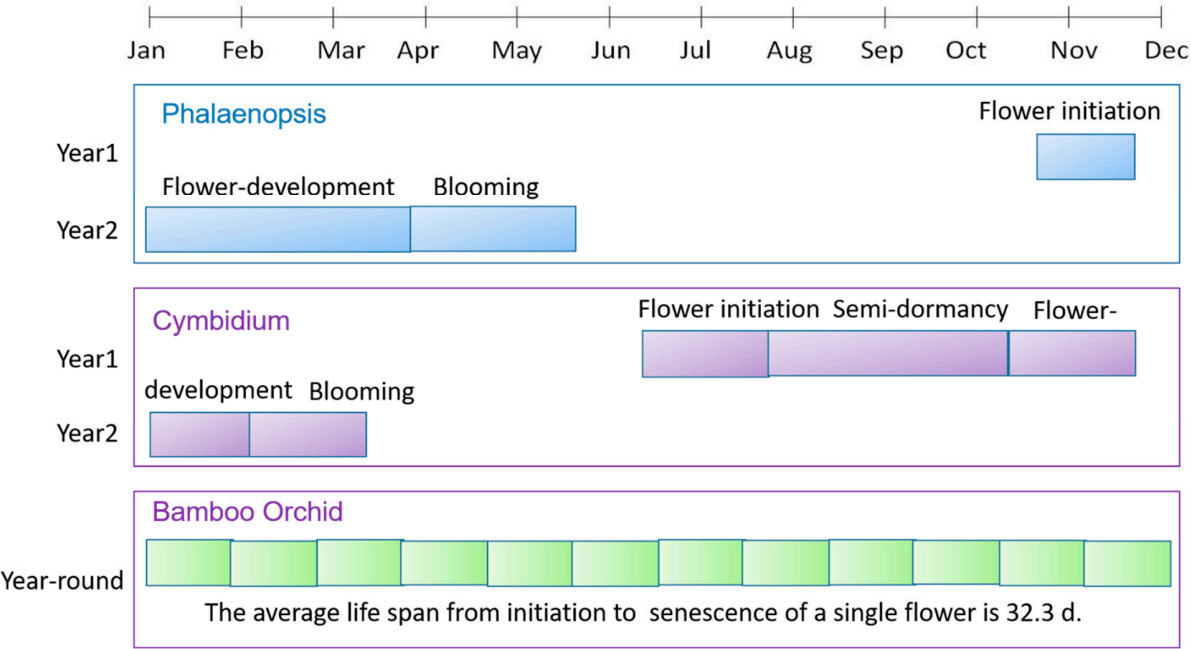 Jan Feb Mar Apr May Jun Jul Aug Sep Oct Nov Dec
Phalaenopsis
Flower initiation
Year1
Flower-development Blooming
Year2
Cymbidium
Flower initiation Semi-dormancy Flower-
Year1
development Blooming
Year2
Bamboo Orchid
Year-round
The average life span from initiation to senescence of a single flower is 32.3 d.